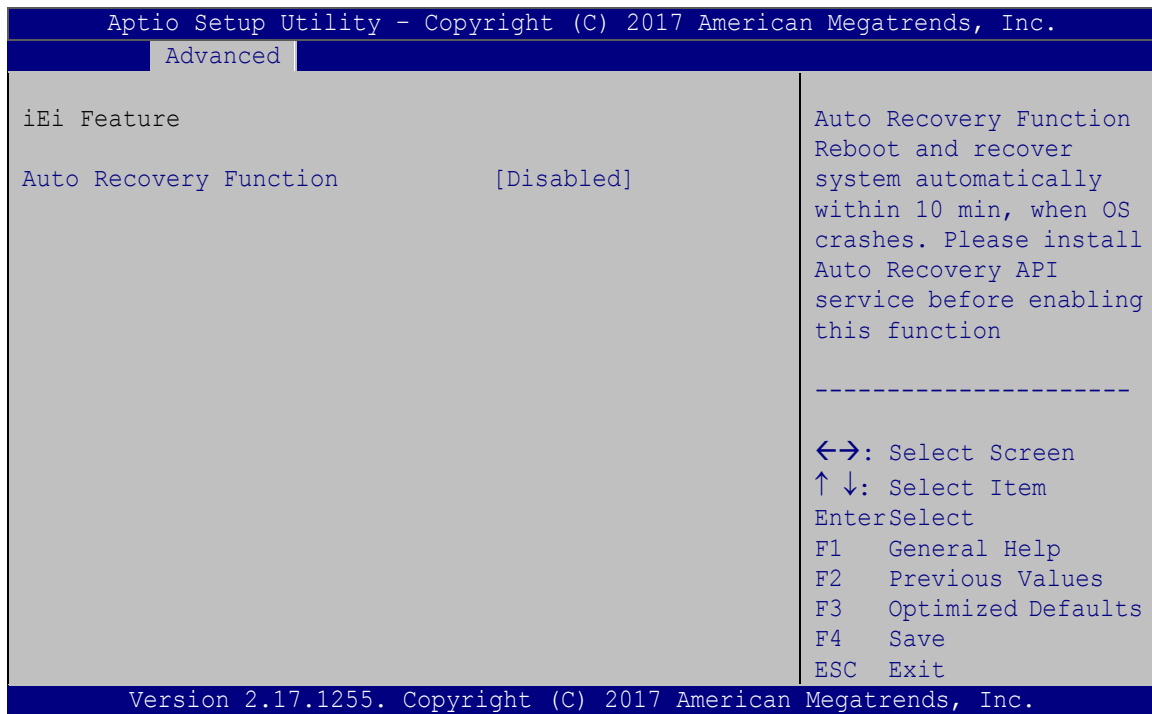 Aptio Setup Utility – Copyright (C) 2017 American Megatrends, Inc.
Advanced
iEi Feature
Auto Recovery Function [Disabled]
Auto Recovery Function
Reboot and recover
system automatically
within 10 min, when OS
crashes. Please install
Auto Recovery API
service before enabling
this function
----------------------
←→: Select Screen
↑ ↓: Select Item
EnterSelect
F1 General Help
F2 Previous Values
F3 Optimized Defaults
F4 Save
ESC Exit
Version 2.17.1255. Copyright (C) 2017 American Megatrends, Inc.